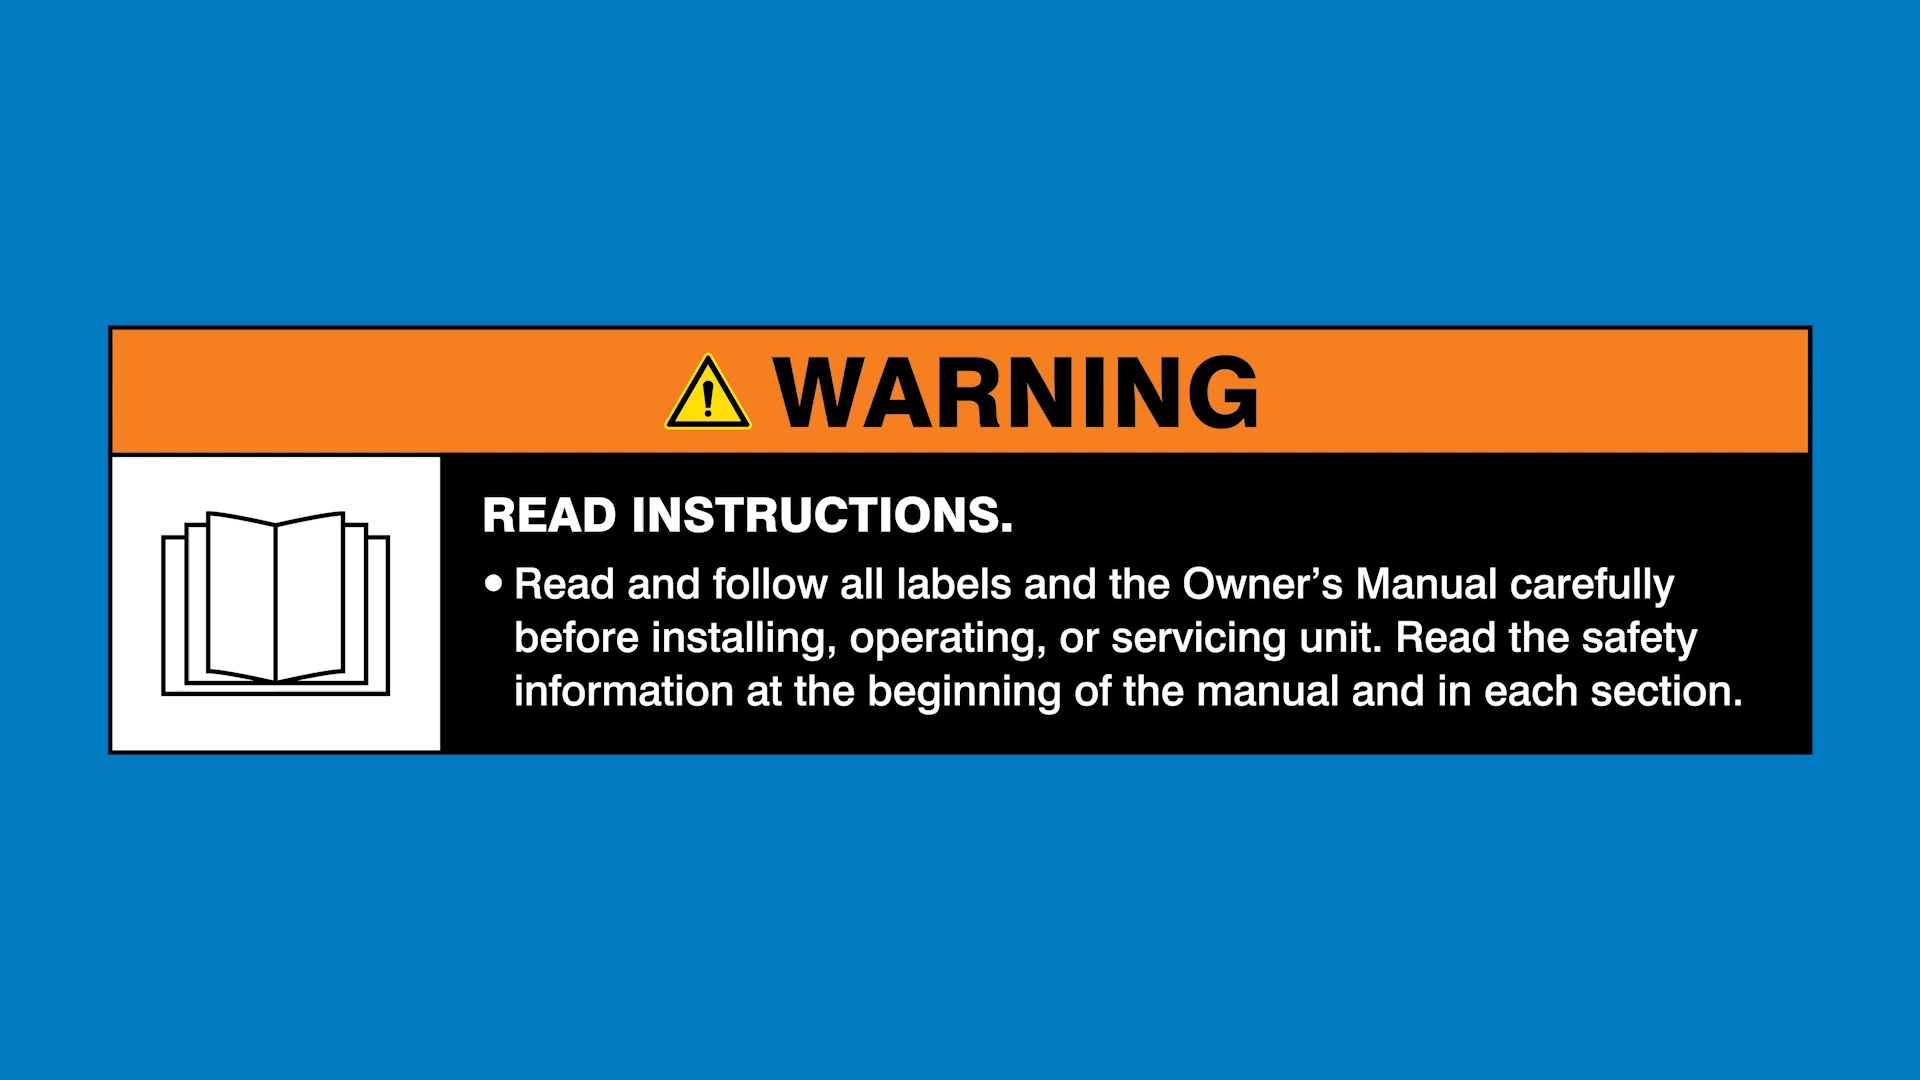 WARNING
READ INSTRUCTIONS.
• Read and follow all labels and the Owner’s Manual carefully
before installing, operating, or servicing unit. Read the safety
information at the beginning of the manual and in each section.